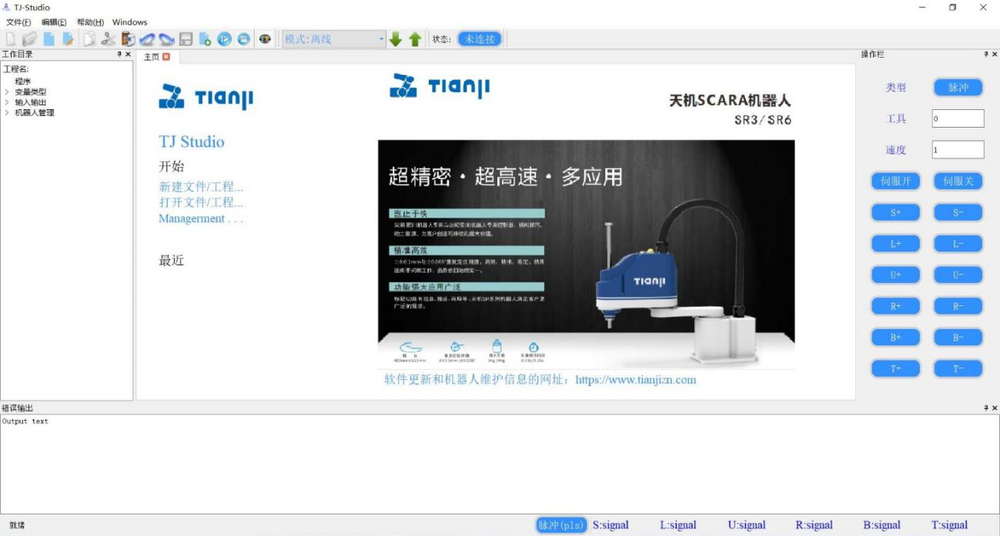 TJ-Studio
文件(F) 编辑(E) 帮助(H) Windows
模式:离线 状态: 未连接
工作目录
工程名:
程序
变量类型
输入输出
机器人管理
主页
TIANJI
TJ Studio
开始
新建文件/工程...
打开文件/工程...
Managerment . . .
最近
TIANJI
天机SCARA机器人
SR3/SR6
超精密·超高速·多应用
岂止于快
精准高效
功能强大应用广泛
TIANJI
软件更新和机器人维护信息的网址：https://www.tianjizn.com
操作栏
类型 脉冲
工具 0
速度 1
伺服开 伺服关
S+ S-
L+ L-
U+ U-
R+ R-
B+ B-
T+ T-
错误输出
Output text
就绪 脉冲(pls) S:signal L:signal U:signal R:signal B:signal T:signal